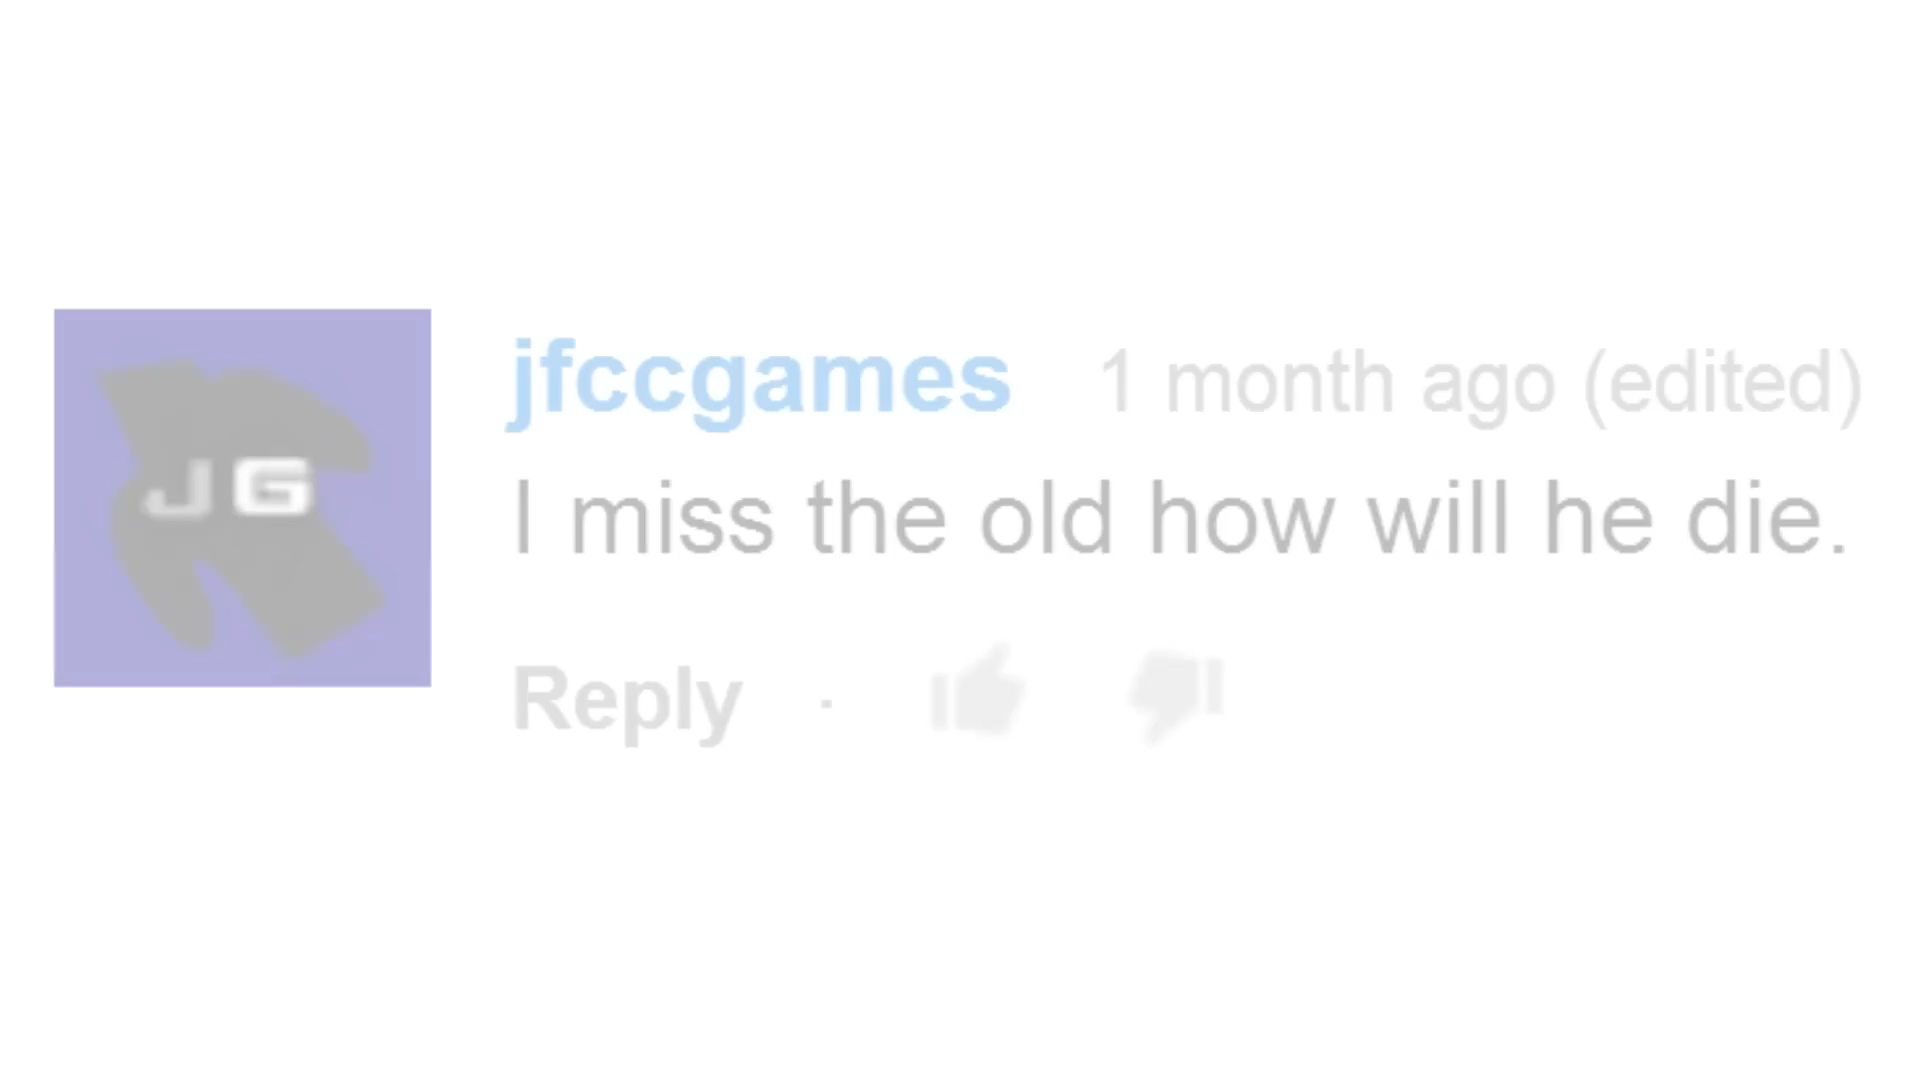 JG
jfccgames 1 month ago (edited)
I miss the old how will he die.
Reply ·